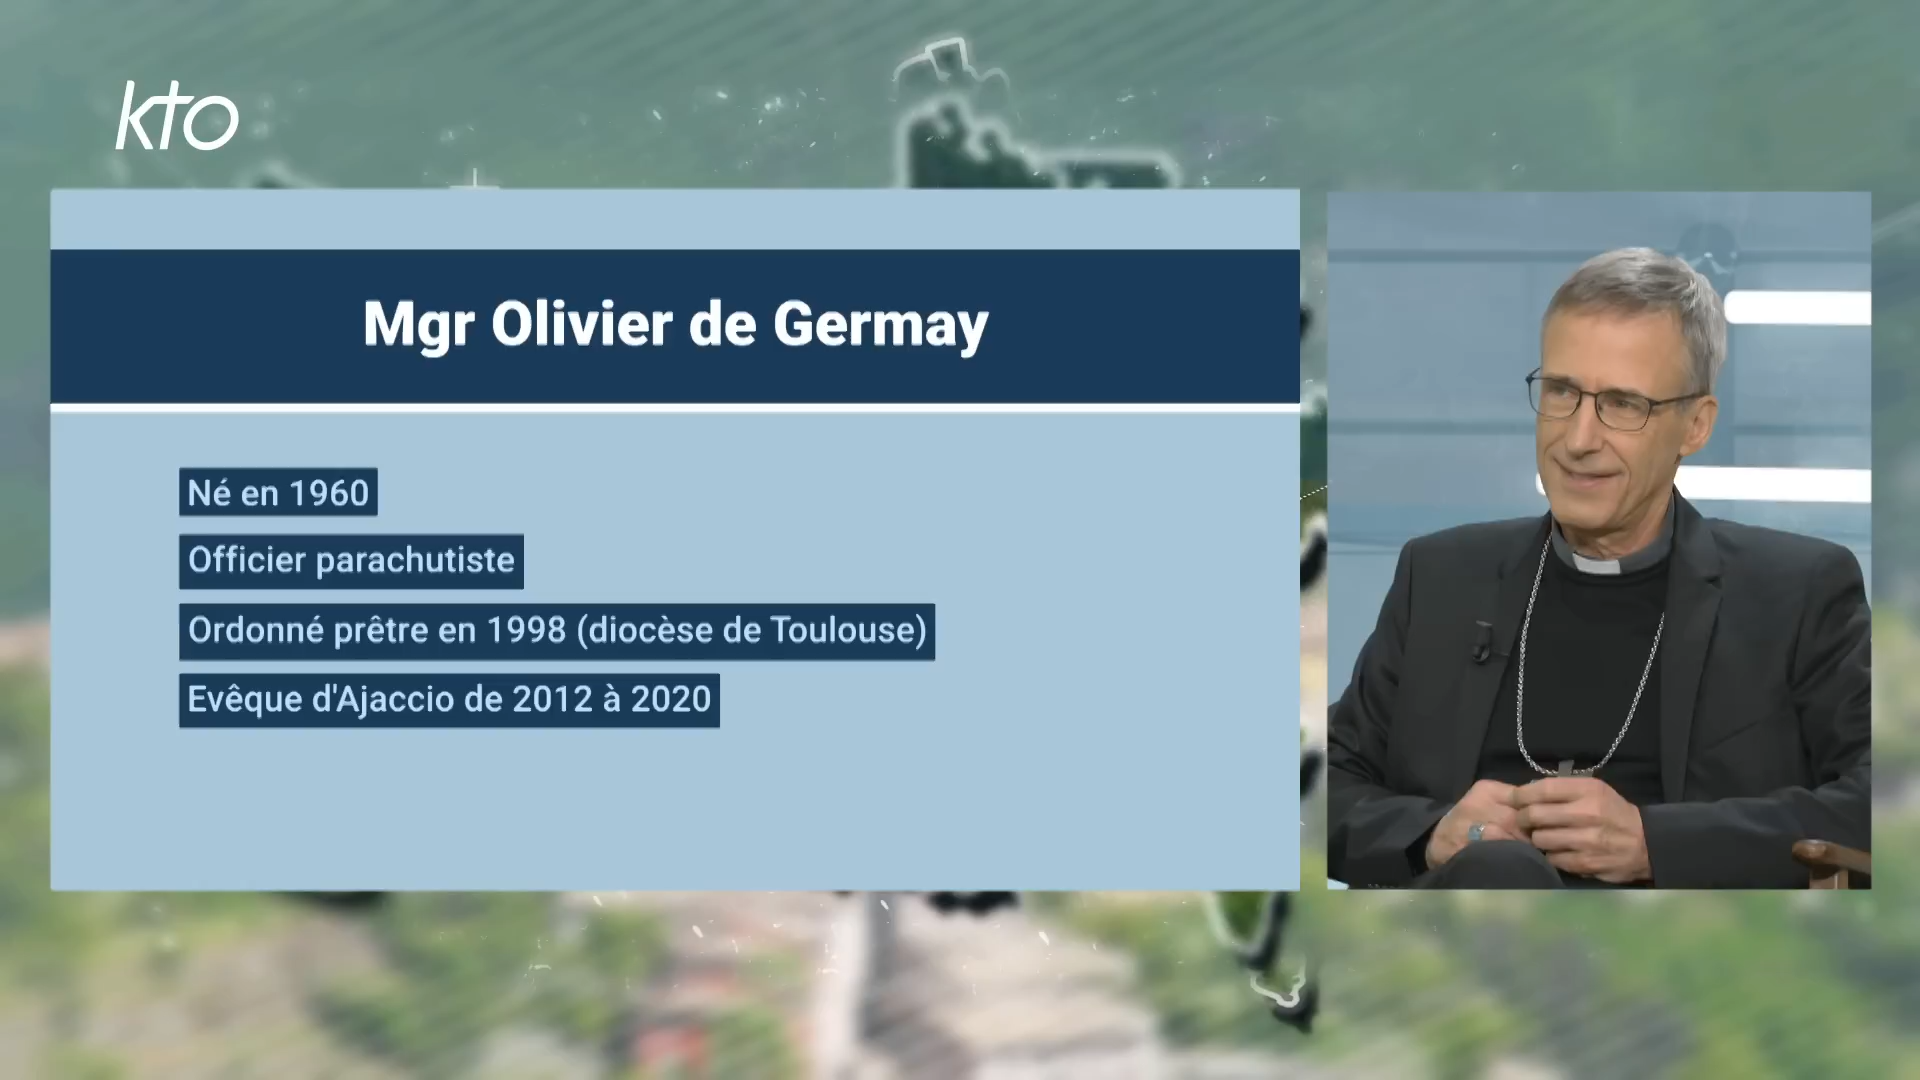 kto
Mgr Olivier de Germay
Né en 1960
Officier parachutiste
Ordonné prêtre en 1998 (diocèse de Toulouse)
Evêque d'Ajaccio de 2012 à 2020